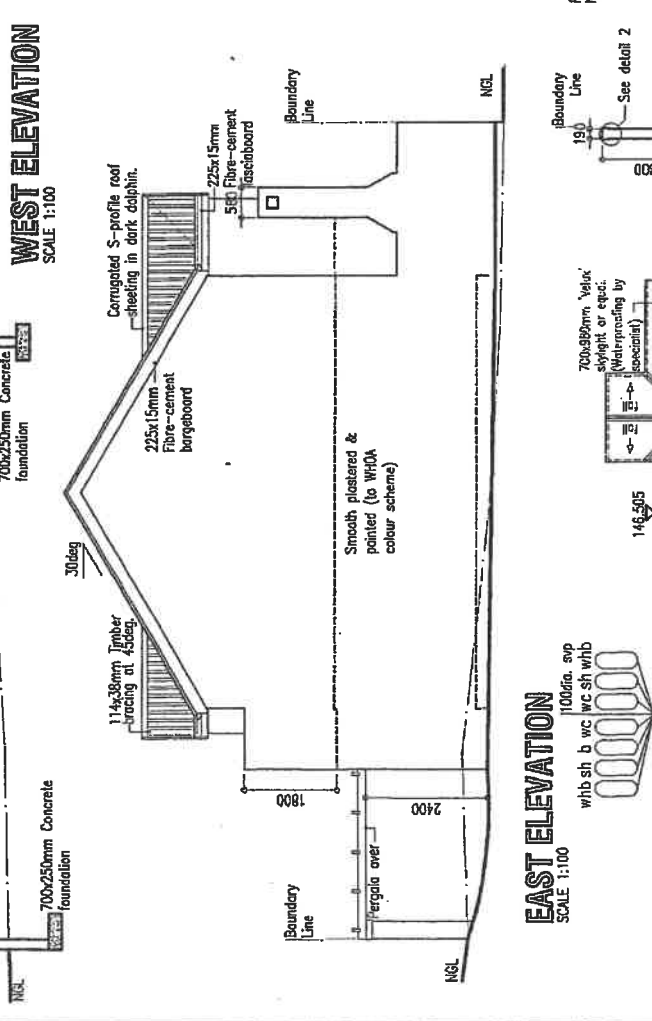 WEST ELEVATION
SCALE 1:100
700x250mm Concrete
foundation
Corrugated S-profile roof
sheeting in dark dolphin.
225x15mm
Fibre-cement
fasciaboard
580
Boundary
Line
NGL
225x15mm
Fibre-cement
bargeboard
30deg
114x38mm Timber
bracing at 45deg.
Smooth plastered &
painted (to WHOA
colour scheme)
1800
2400
Pergola over
Boundary
Line
NGL
700x250mm Concrete
foundation
NGL
EAST ELEVATION
SCALE 1:100
100dia. svp
whb sh b wc wc sh whb
146.505
700x980mm 'Velux'
skylight or equal.
(Waterproofing by
specialist)
Boundary
Line
190
See detail 2